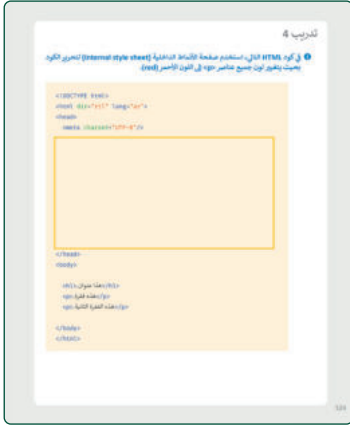 تدريب 4
في كود HTML التالي، استخدم صفحة الأنماط الداخلية (internal style sheet) لتحرير الكود
بحيث يتغير لون جميع عناصر <p> إلى اللون الأحمر (red).
<!DOCTYPE html>
<html dir="rtl" lang="ar">
<head>
<meta charset="UTF-8"/>
</head>
<body>
<h1>هذا عنوان.</h1>
<p>هذه فقرة.</p>
<p>هذه الفقرة الثانية.</p>
</body>
</html>